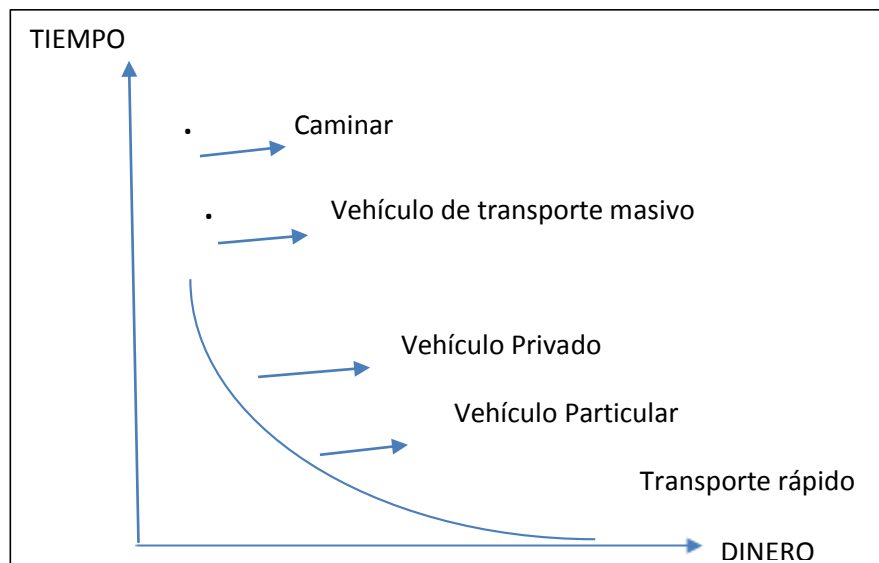 TIEMPO
Caminar
Vehículo de transporte masivo
Vehículo Privado
Vehículo Particular
Transporte rápido
DINERO